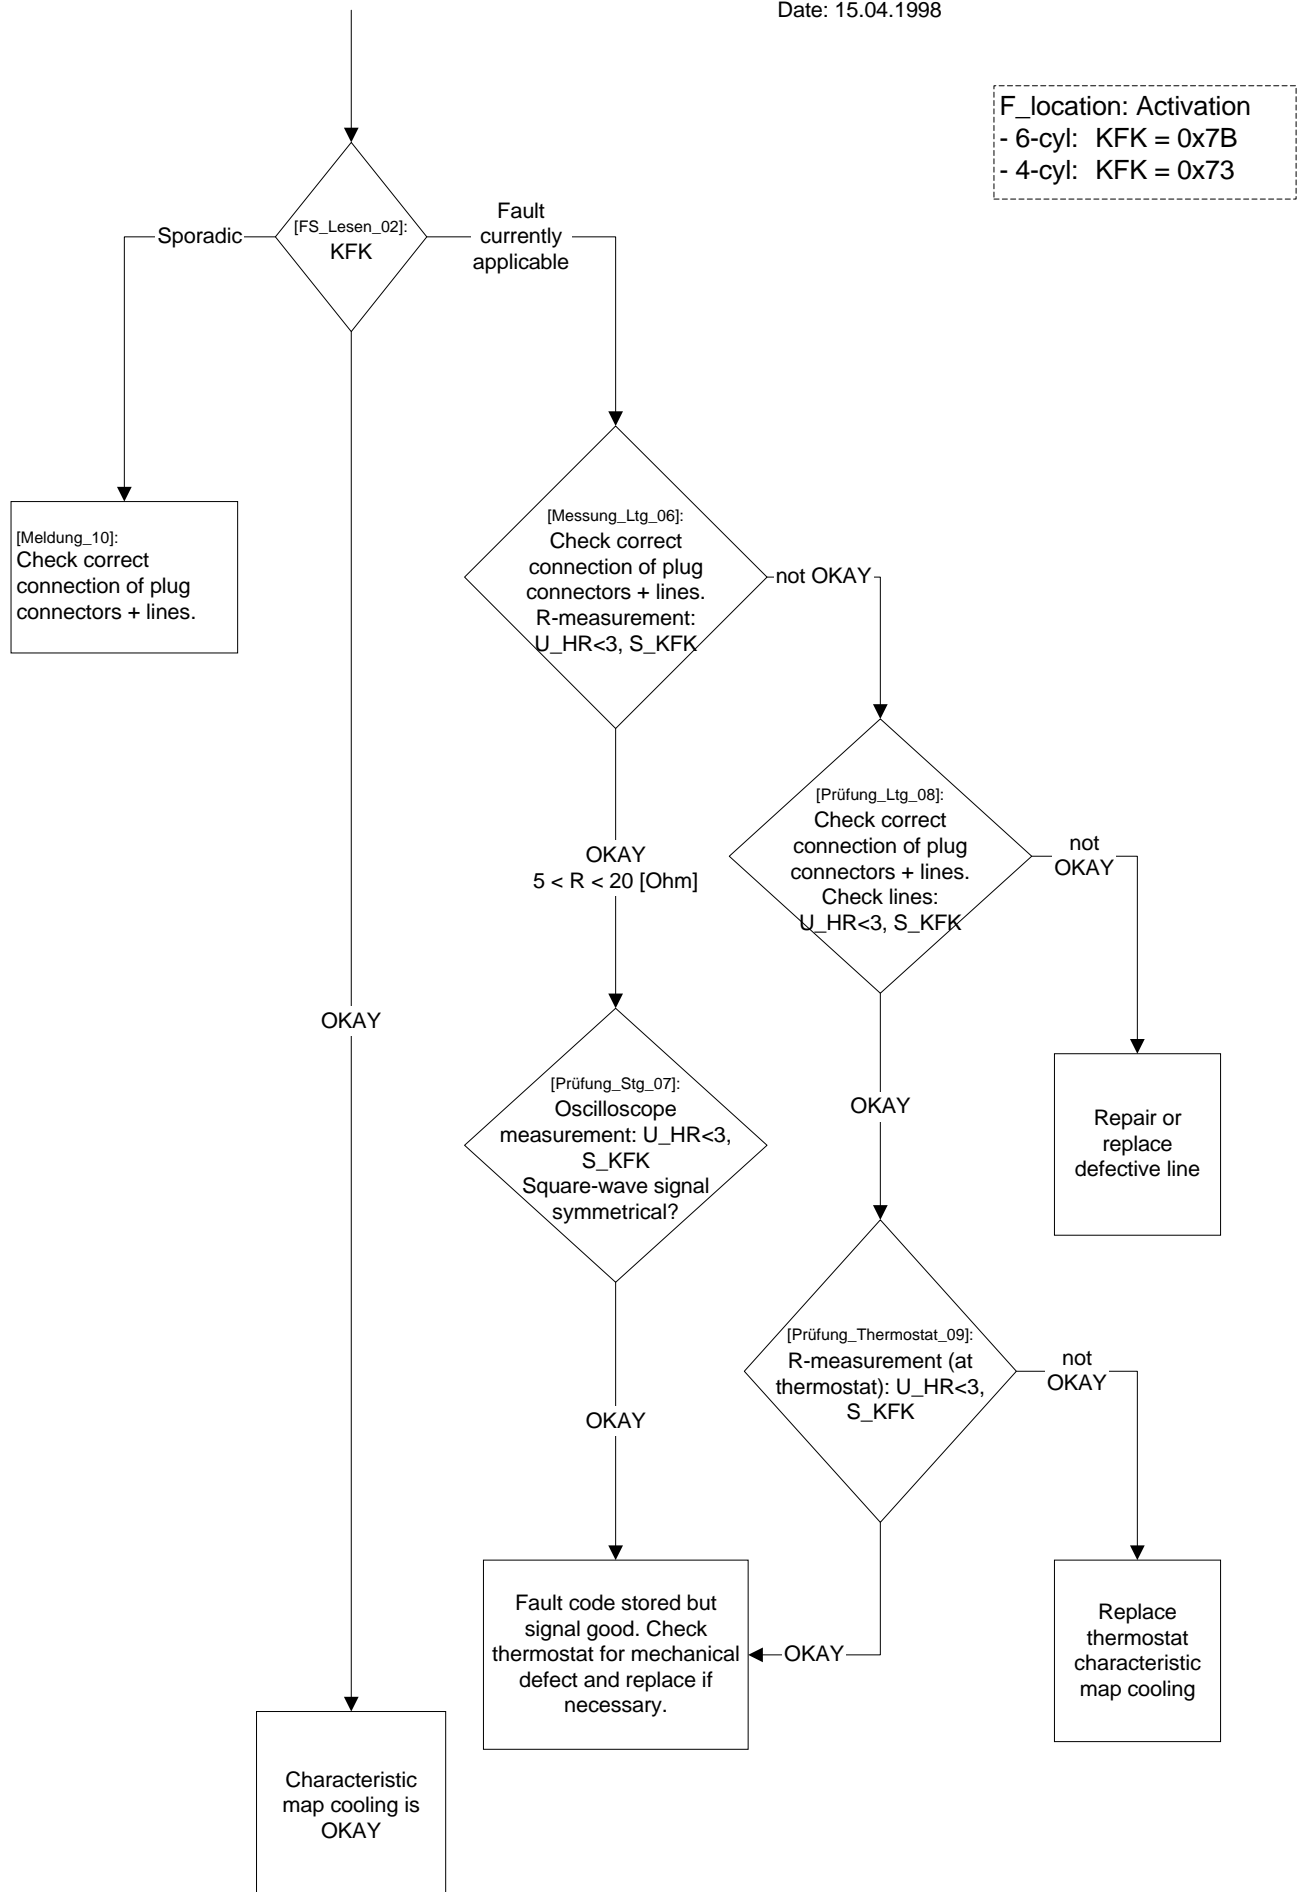 Date: 15.04.1998
F_location: Activation
- 6-cyl: KFK = 0x7B
- 4-cyl: KFK = 0x73
[FS_Lesen_02]:
KFK
Sporadic
Fault
currently
applicable
[Meldung_10]:
Check correct
connection of plug
connectors + lines.
[Messung_Ltg_06]:
Check correct
connection of plug
connectors + lines.
R-measurement:
U_HR<3, S_KFK
not OKAY
[Prüfung_Ltg_08]:
Check correct
connection of plug
connectors + lines.
Check lines:
U_HR<3, S_KFK
not
OKAY
OKAY
5 < R < 20 [Ohm]
OKAY
[Prüfung_Stg_07]:
Oscilloscope
measurement: U_HR<3,
S_KFK
Square-wave signal
symmetrical?
OKAY
Repair or
replace
defective line
[Prüfung_Thermostat_09]:
R-measurement (at
thermostat): U_HR<3,
S_KFK
not
OKAY
OKAY
Fault code stored but
signal good. Check
thermostat for mechanical
defect and replace if
necessary.
OKAY
Replace
thermostat
characteristic
map cooling
Characteristic
map cooling is
OKAY